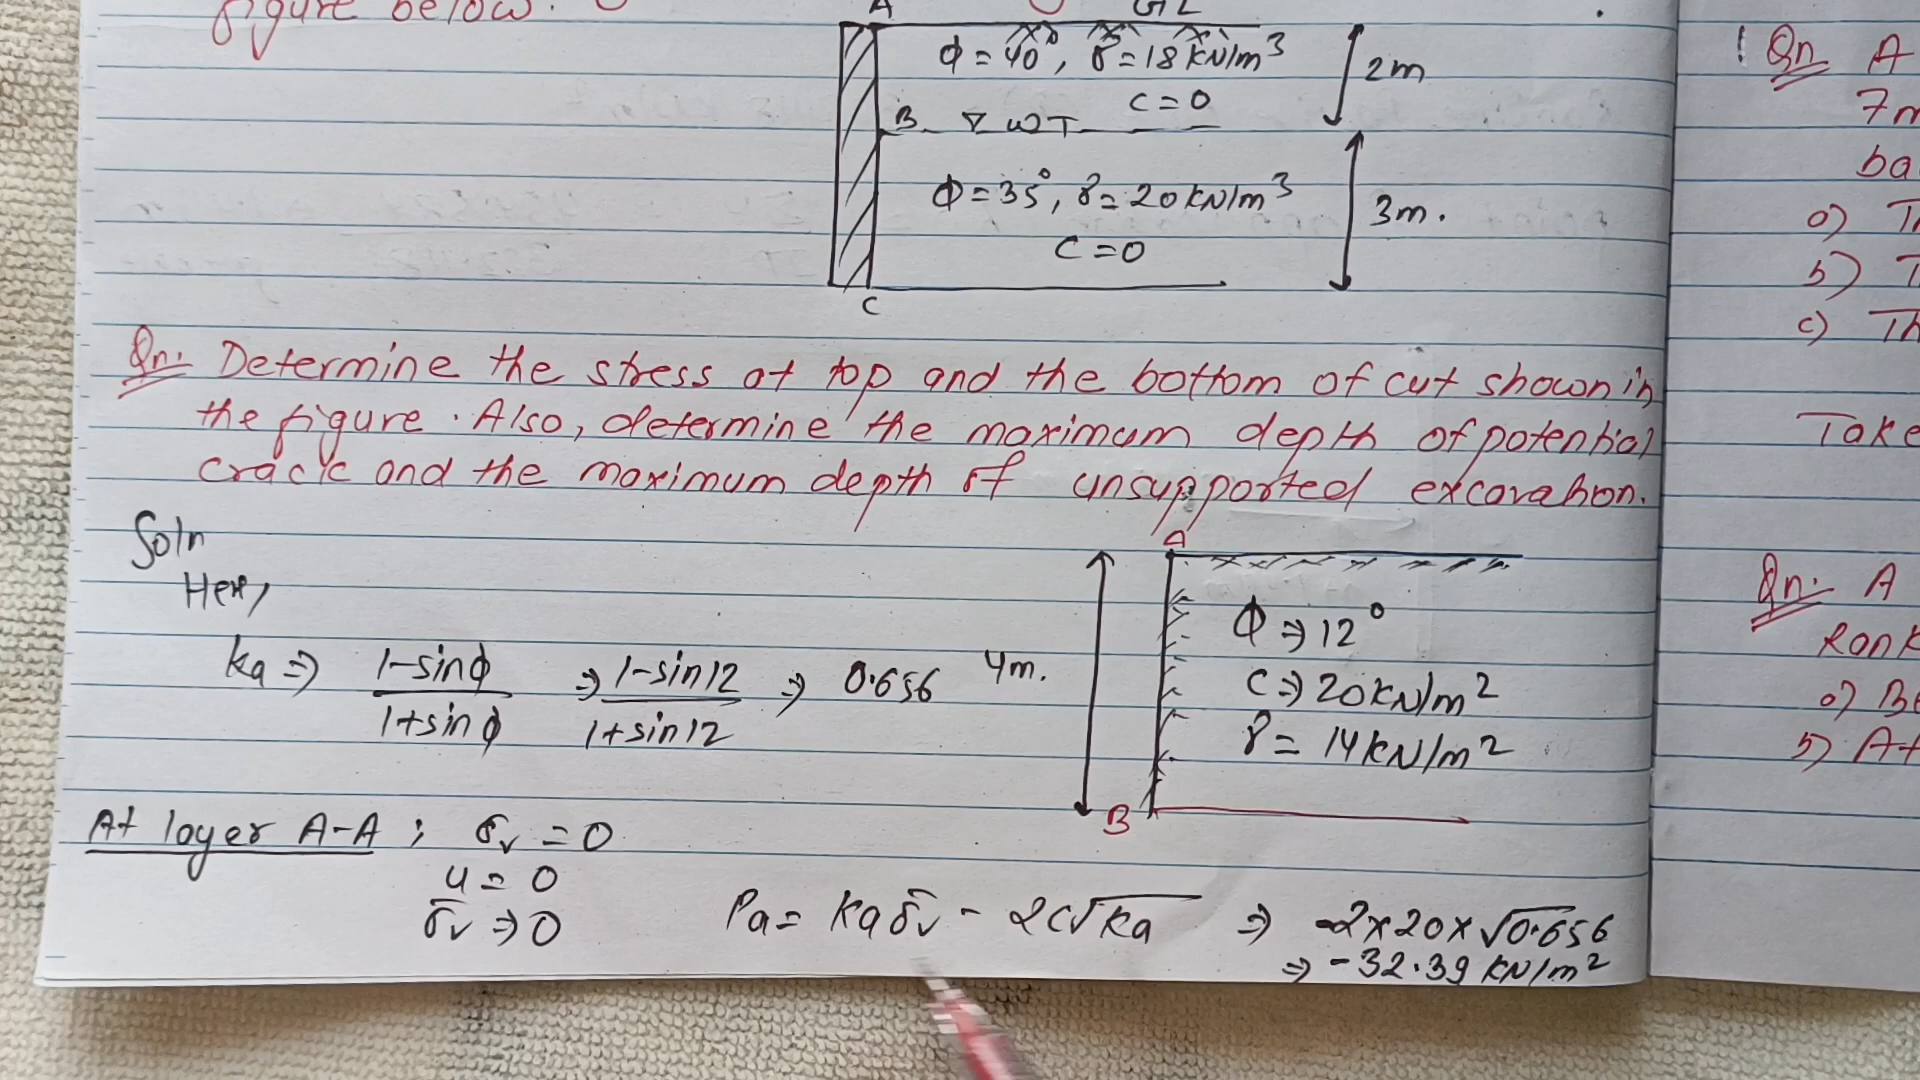 figure below.
A GL
φ = 40°, γ = 18 kN/m3
2m
C = 0
B ∇ WT
φ = 35°, γ = 20 kN/m3
3m.
C = 0
C
Qn:- Determine the stress at top and the bottom of cut shown in
the figure. Also, determine the maximum depth of potential
crack and the maximum depth of unsupported excavation.
Soln
Here,
ka ⇒ 1-sinφ / 1+sinφ ⇒ 1-sin12 / 1+sin12 ⇒ 0.656
A
4m.
φ ⇒ 12°
C ⇒ 20 kN/m2
γ = 14 kN/m2
B
At layer A-A ; σv = 0
u = 0
σ̄v ⇒ 0
Pa = ka σ̄v - 2C√ka ⇒ -2×20×√0.656
⇒ -32.39 kN/m2
! Qn A
7m
ba
a) Th
b) T
c) Th
Take
Qn:- A
Rank
a) Be
b) At